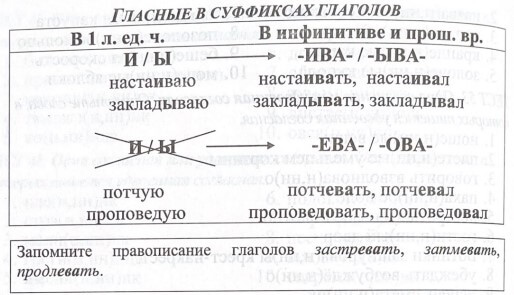 ГЛАСНЫЕ В СУФФИКСАХ ГЛАГОЛОВ
В 1 л. ед. ч. В инфинитиве и прош. вр.
И / Ы -ИВА- / -ЫВА-
настаиваю настаивать, настаивал
закладываю закладывать, закладывал
И / Ы -ЕВА- / -ОВА-
потчую потчевать, потчевал
проповедую проповедовать, проповедовал
Запомните правописание глаголов застревать, затмевать,
продлевать.